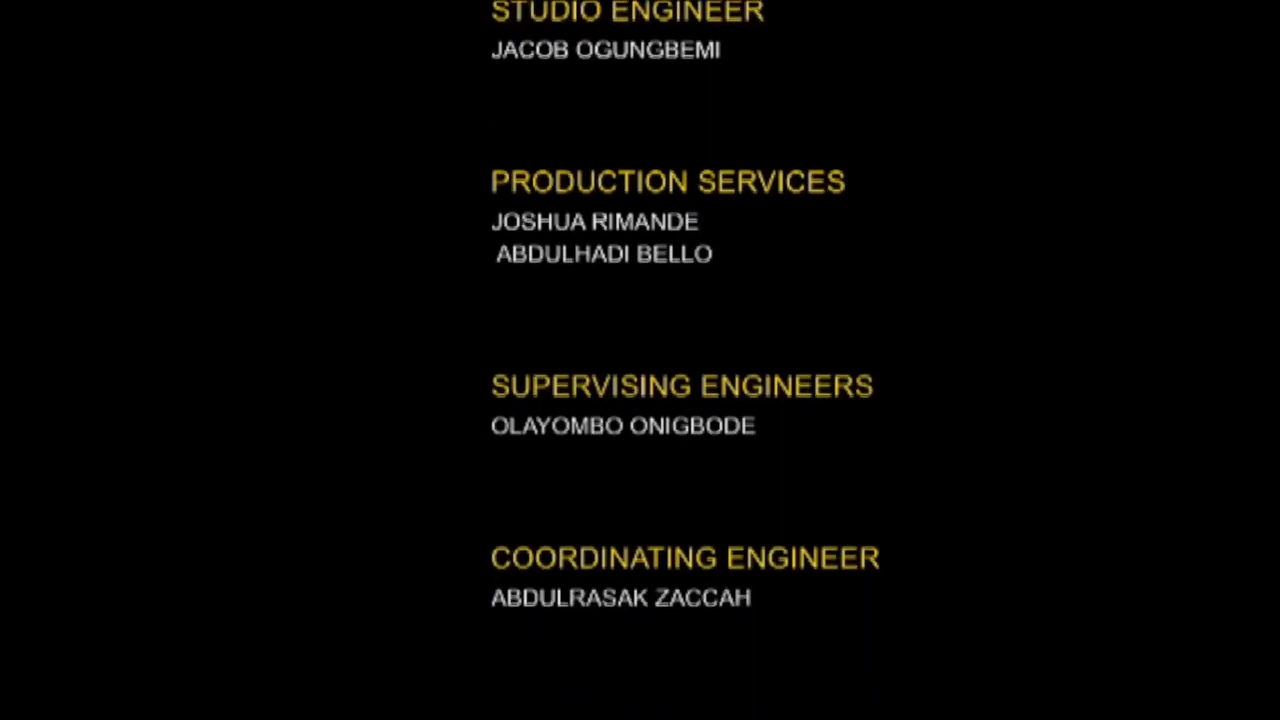 STUDIO ENGINEER
JACOB OGUNGBEMI
PRODUCTION SERVICES
JOSHUA RIMANDE
ABDULHADI BELLO
SUPERVISING ENGINEERS
OLAYOMBO ONIGBODE
COORDINATING ENGINEER
ABDULRASAK ZACCAH